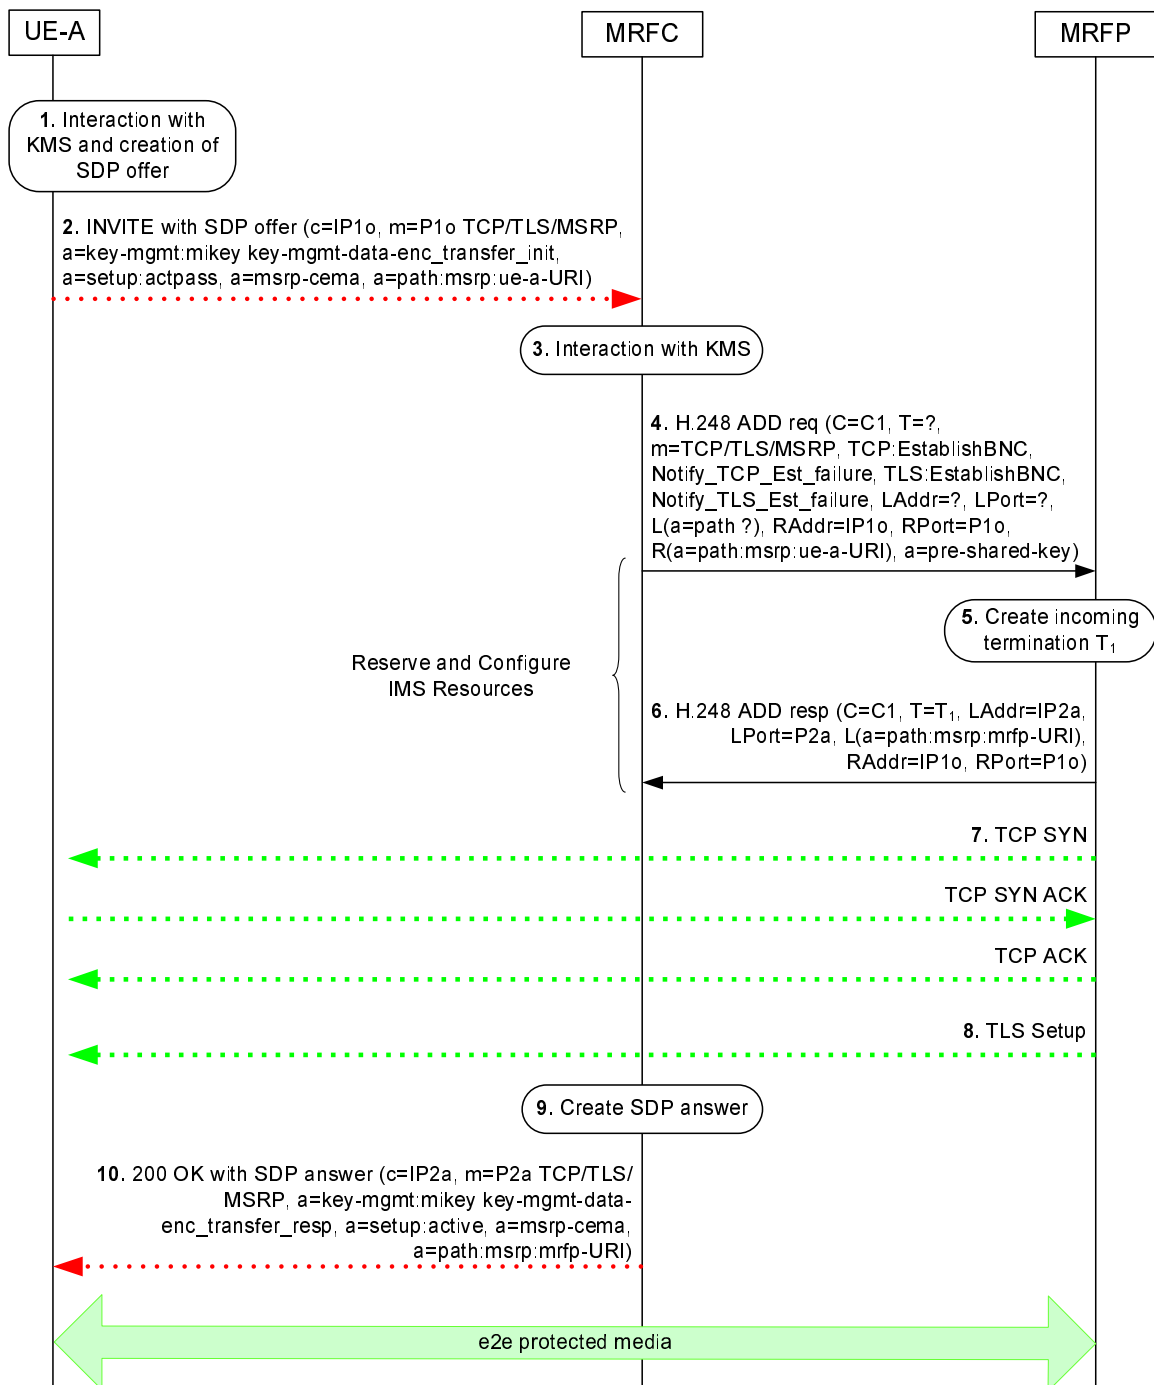 UE-A
MRFC
MRFP
1. Interaction with
KMS and creation of
SDP offer
2. INVITE with SDP offer (c=IP1o, m=P1o TCP/TLS/MSRP,
a=key-mgmt:mikey key-mgmt-data-enc_transfer_init,
a=setup:actpass, a=msrp-cema, a=path:msrp:ue-a-URI)
3. Interaction with KMS
4. H.248 ADD req (C=C1, T=?,
m=TCP/TLS/MSRP, TCP:EstablishBNC,
Notify_TCP_Est_failure, TLS:EstablishBNC,
Notify_TLS_Est_failure, LAddr=?, LPort=?,
L(a=path ?), RAddr=IP1o, RPort=P1o,
R(a=path:msrp:ue-a-URI), a=pre-shared-key)
5. Create incoming
termination T₁
Reserve and Configure
IMS Resources
6. H.248 ADD resp (C=C1, T=T₁, LAddr=IP2a,
LPort=P2a, L(a=path:msrp:mrfp-URI),
RAddr=IP1o, RPort=P1o)
7. TCP SYN
TCP SYN ACK
TCP ACK
8. TLS Setup
9. Create SDP answer
10. 200 OK with SDP answer (c=IP2a, m=P2a TCP/TLS/
MSRP, a=key-mgmt:mikey key-mgmt-data-
enc_transfer_resp, a=setup:active, a=msrp-cema,
a=path:msrp:mrfp-URI)
e2e protected media